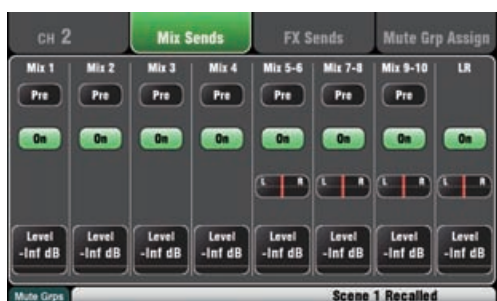 CH 2 Mix Sends FX Sends Mute Grp Assign
Mix 1 Mix 2 Mix 3 Mix 4 Mix 5-6 Mix 7-8 Mix 9-10 LR
Pre Pre Pre Pre Pre Pre Pre
On On On On On On On On
L R L R L R L R
Level Level Level Level Level Level Level Level
-Inf dB -Inf dB -Inf dB -Inf dB -Inf dB -Inf dB -Inf dB -Inf dB
Mute Grps Scene 1 Recalled